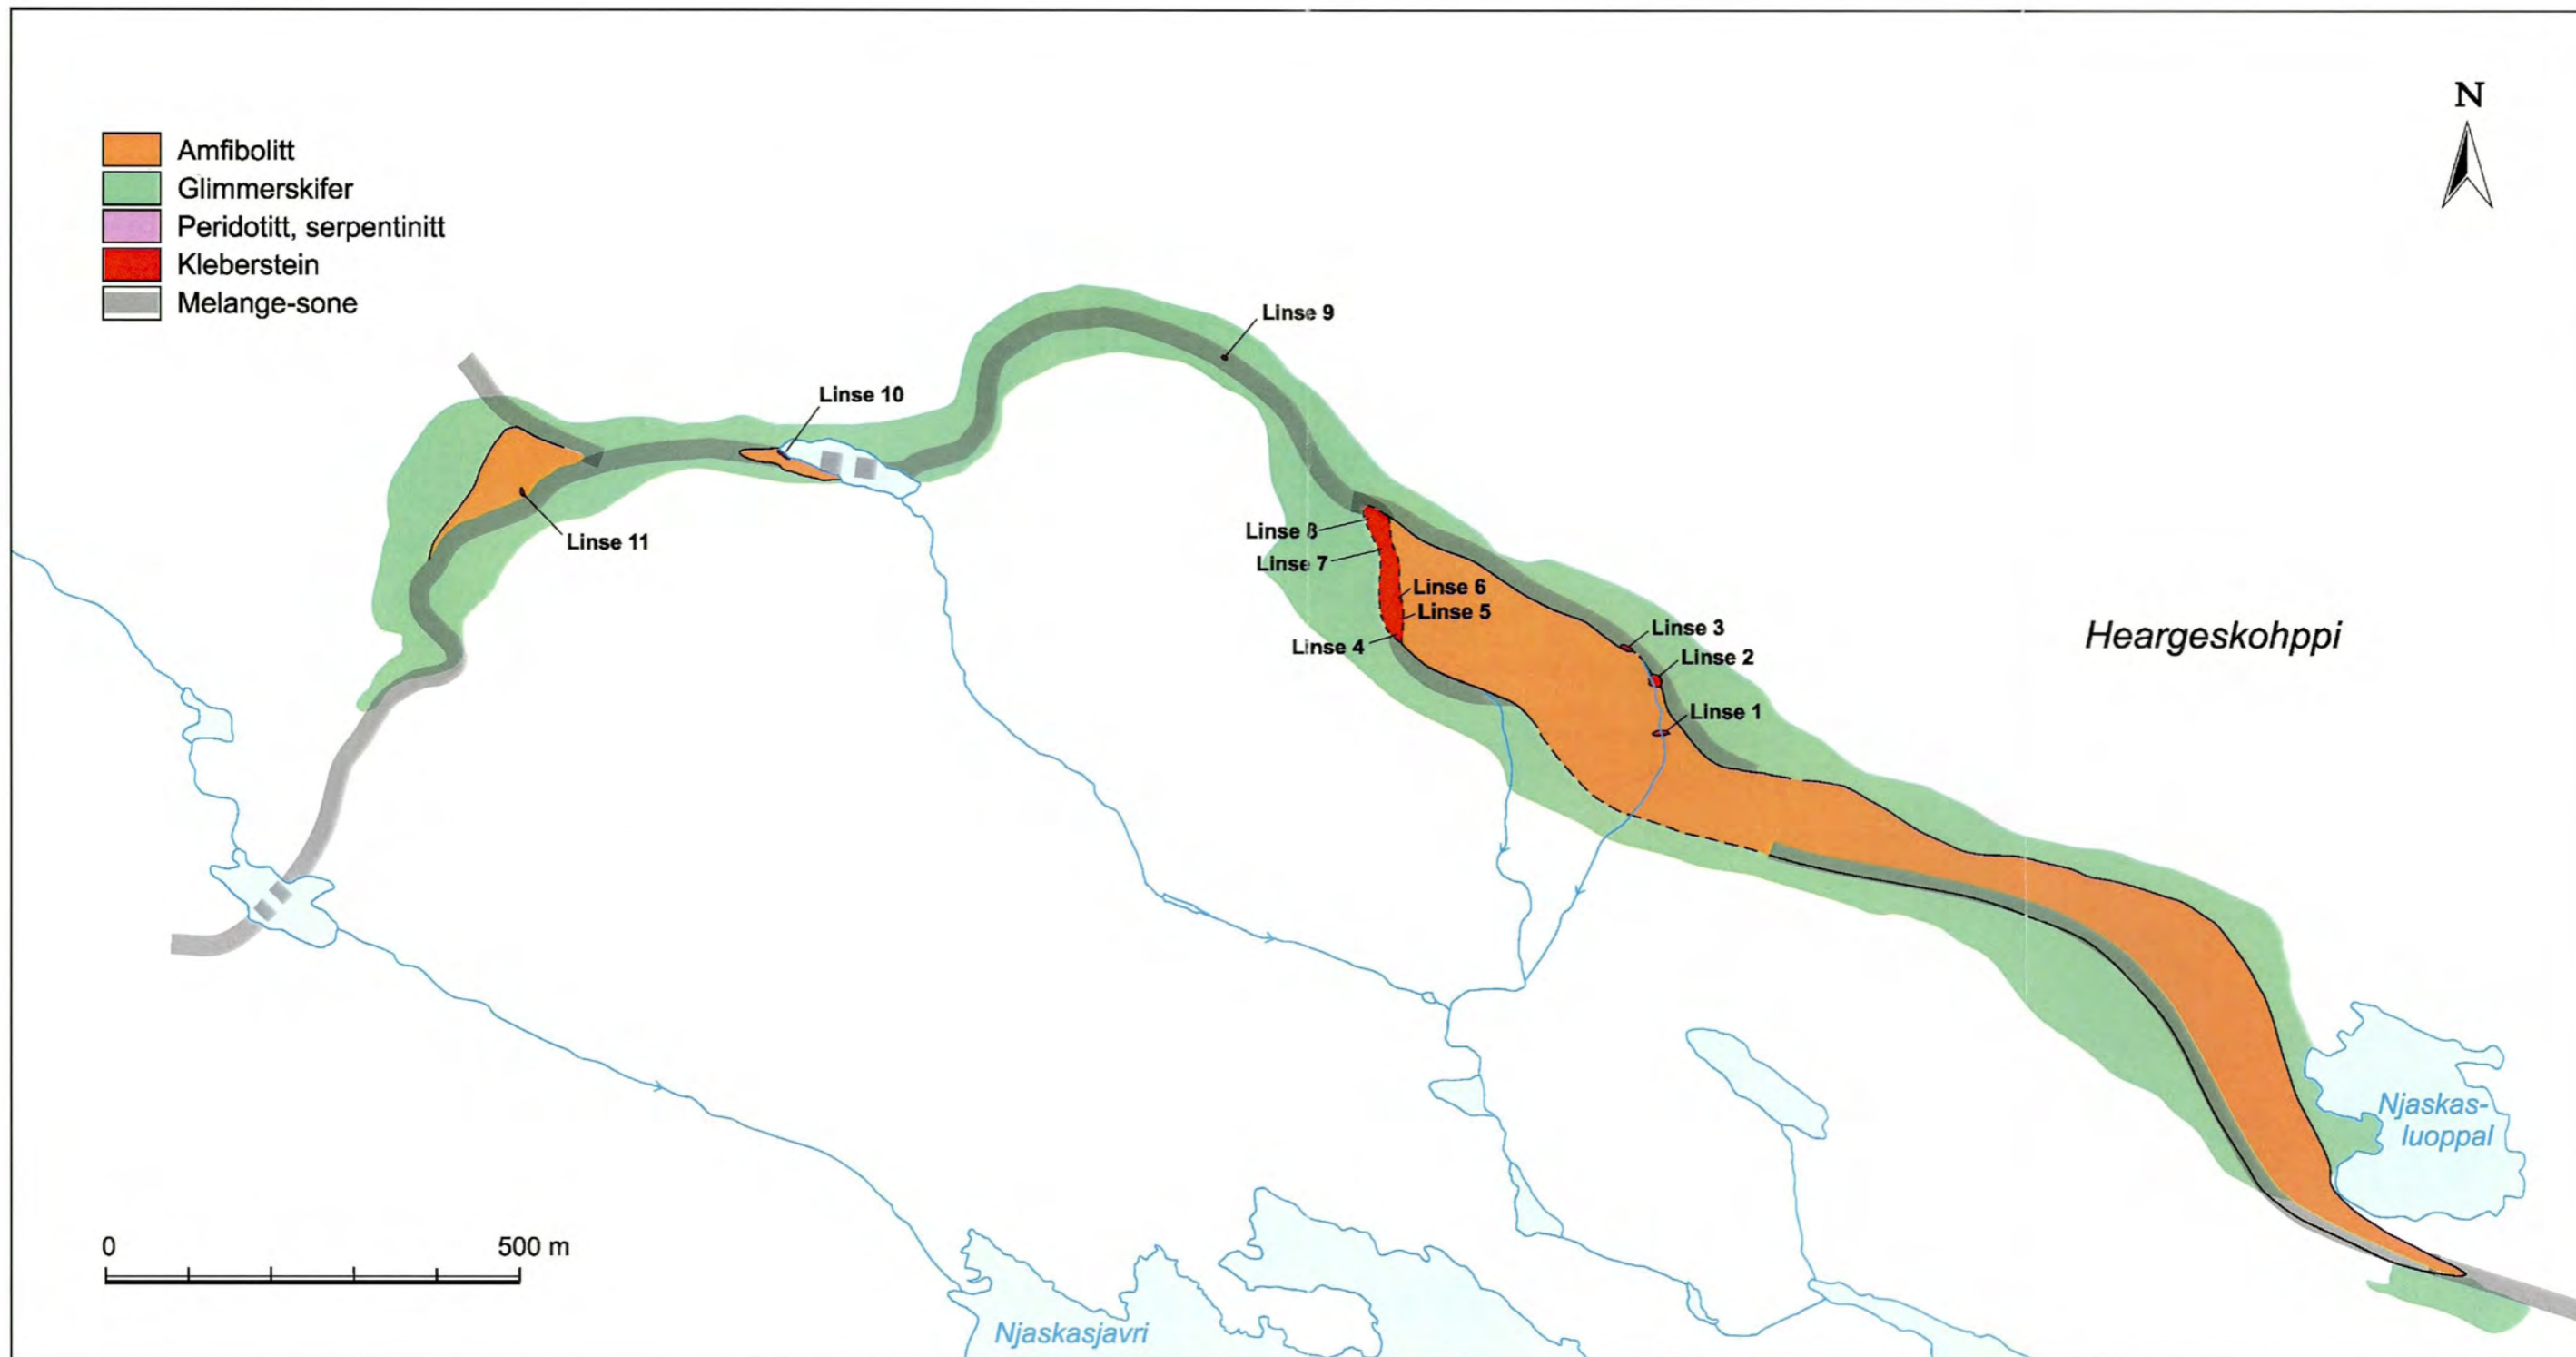 N
Amfibolitt
Glimmerskifer
Peridotitt, serpentinitt
Kleberstein
Melange-sone
Linse 9
Linse 10
Linse 11
Linse 8
Linse 7
Linse 6
Linse 5
Linse 4
Linse 3
Linse 2
Linse 1
Heargeskohppi
Njaskas-
luoppal
0 500 m
Njaskasjavri